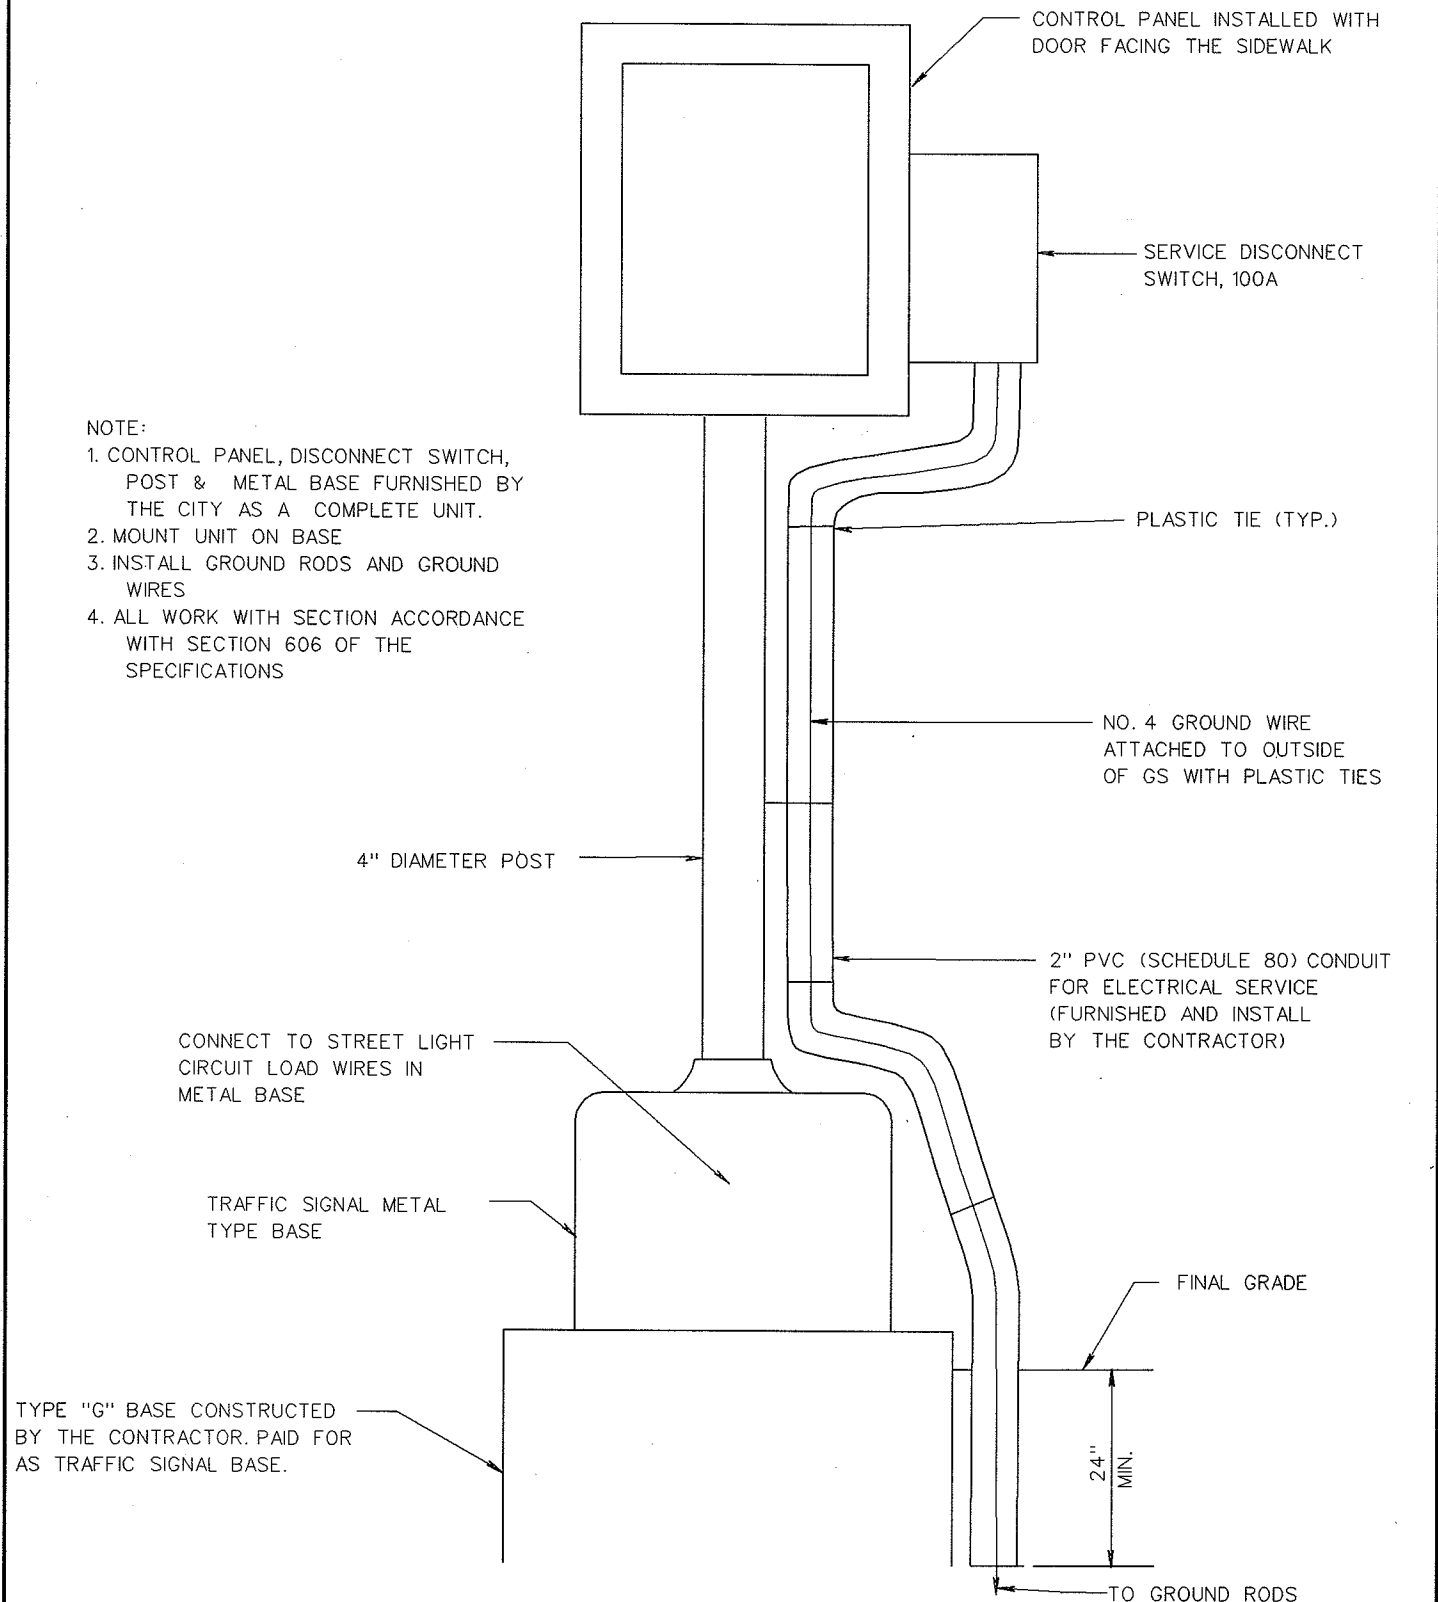 CONTROL PANEL INSTALLED WITH
DOOR FACING THE SIDEWALK
SERVICE DISCONNECT
SWITCH, 100A
NOTE:
1. CONTROL PANEL, DISCONNECT SWITCH,
POST & METAL BASE FURNISHED BY
THE CITY AS A COMPLETE UNIT.
2. MOUNT UNIT ON BASE
3. INSTALL GROUND RODS AND GROUND
WIRES
4. ALL WORK WITH SECTION ACCORDANCE
WITH SECTION 606 OF THE
SPECIFICATIONS
PLASTIC TIE (TYP.)
NO. 4 GROUND WIRE
ATTACHED TO OUTSIDE
OF GS WITH PLASTIC TIES
4" DIAMETER POST
2" PVC (SCHEDULE 80) CONDUIT
FOR ELECTRICAL SERVICE
(FURNISHED AND INSTALL
BY THE CONTRACTOR)
CONNECT TO STREET LIGHT
CIRCUIT LOAD WIRES IN
METAL BASE
TRAFFIC SIGNAL METAL
TYPE BASE
FINAL GRADE
TYPE "G" BASE CONSTRUCTED
BY THE CONTRACTOR. PAID FOR
AS TRAFFIC SIGNAL BASE.
24"
MIN.
TO GROUND RODS